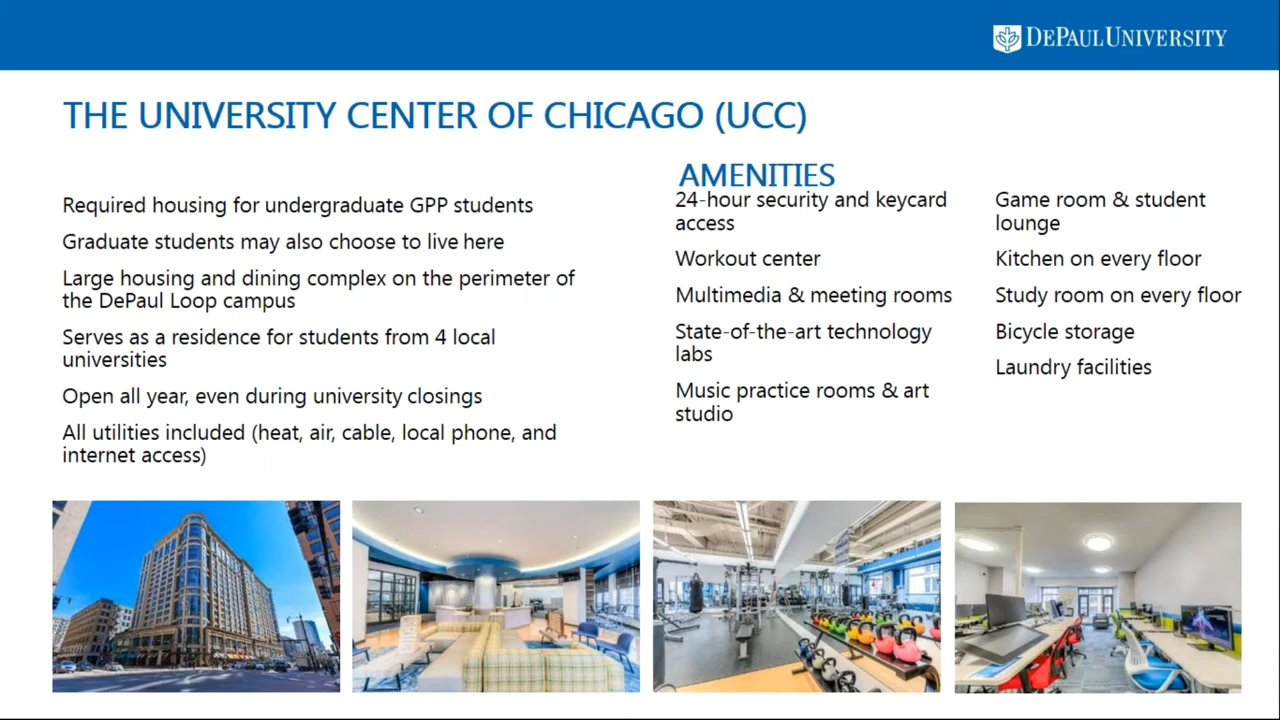 DEPAUL UNIVERSITY
THE UNIVERSITY CENTER OF CHICAGO (UCC)
Required housing for undergraduate GPP students
Graduate students may also choose to live here
Large housing and dining complex on the perimeter of
the DePaul Loop campus
Serves as a residence for students from 4 local
universities
Open all year, even during university closings
All utilities included (heat, air, cable, local phone, and
internet access)
AMENITIES
24-hour security and keycard
access
Workout center
Multimedia & meeting rooms
State-of-the-art technology
labs
Music practice rooms & art
studio
Game room & student
lounge
Kitchen on every floor
Study room on every floor
Bicycle storage
Laundry facilities